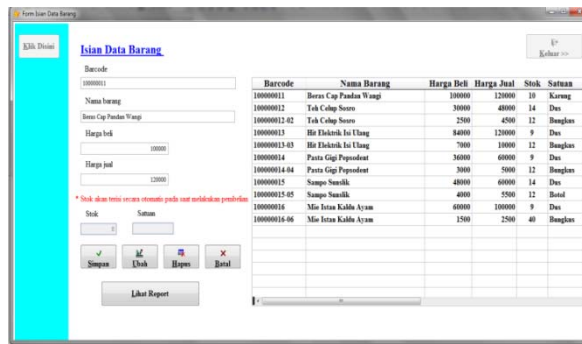 Form Isian Data Barang
Klik Disini
Isian Data Barang
Keluar >>
Barcode
100000011
Nama barang
Beras Cap Pandan Wangi
Harga beli
100000
Harga jual
120000
* Stok akan terisi secara otomatis pada saat melakukan pembelian
Stok Satuan
0
Simpan Ubah Hapus Batal
Lihat Report
Barcode Nama Barang Harga Beli Harga Jual Stok Satuan
100000011 Beras Cap Pandan Wangi 100000 120000 10 Karung
100000012 Teh Celup Sosro 30000 48000 14 Dus
100000012-02 Teh Celup Sosro 2500 4500 12 Bungkus
100000013 Hit Elektrik Isi Ulang 84000 120000 9 Dus
100000013-03 Hit Elektrik Isi Ulang 7000 10000 12 Bungkus
100000014 Pasta Gigi Pepsodent 36000 60000 9 Dus
100000014-04 Pasta Gigi Pepsodent 3000 5000 12 Bungkus
100000015 Sampo Sunslik 48000 60000 14 Dus
100000015-05 Sampo Sunslik 4000 5500 12 Botol
100000016 Mie Istan Kaldu Ayam 60000 100000 9 Dus
100000016-06 Mie Istan Kaldu Ayam 1500 2500 40 Bungkus